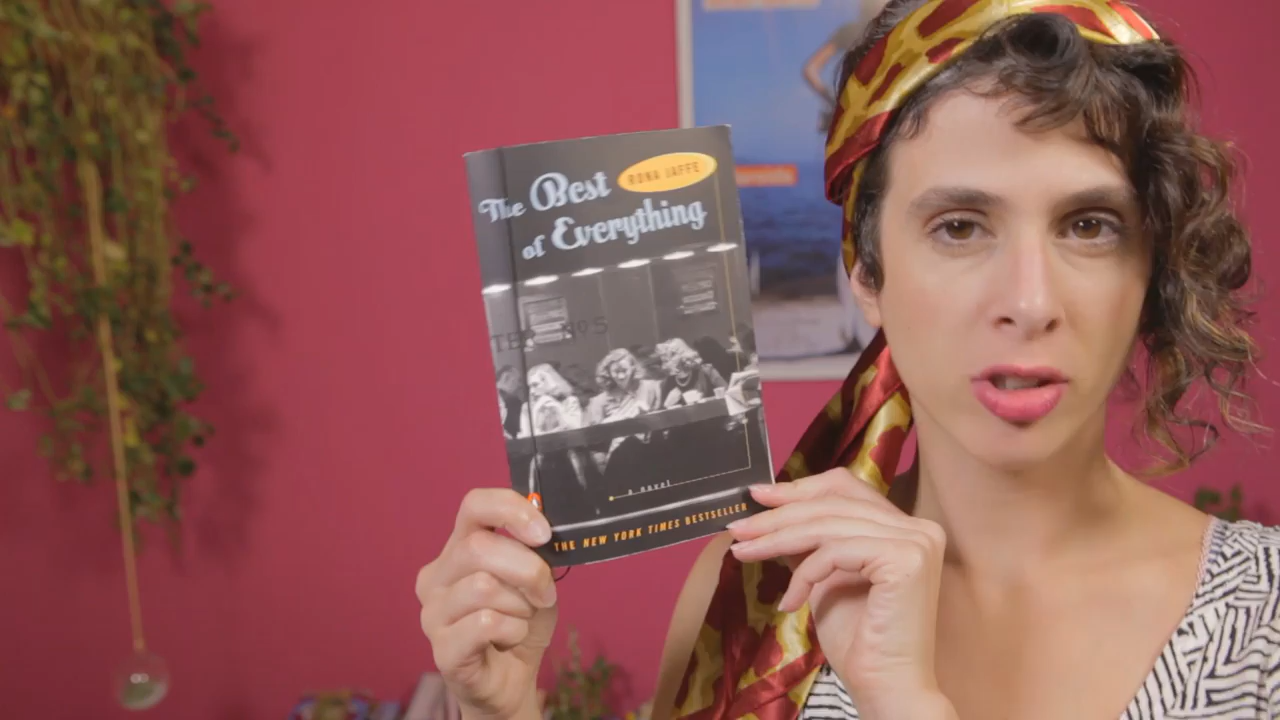 The Best
RONA JAFFE
of Everything
a novel
THE NEW YORK TIMES BESTSELLER